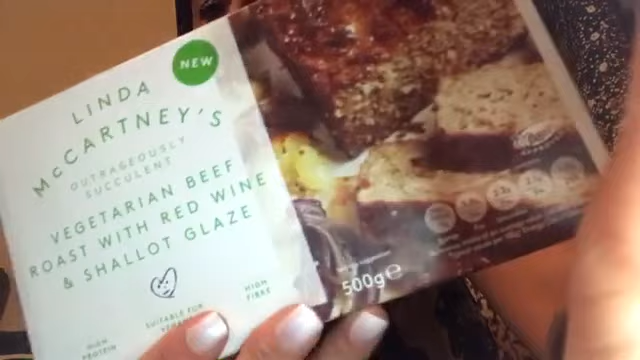 NEW
LINDA
McCARTNEY'S
OUTRAGEOUSLY
SUCCULENT
VEGETARIAN BEEF
ROAST WITH RED WINE
& SHALLOT GLAZE
HIGH
PROTEIN
SUITABLE FOR
HIGH
FIBRE
500g e